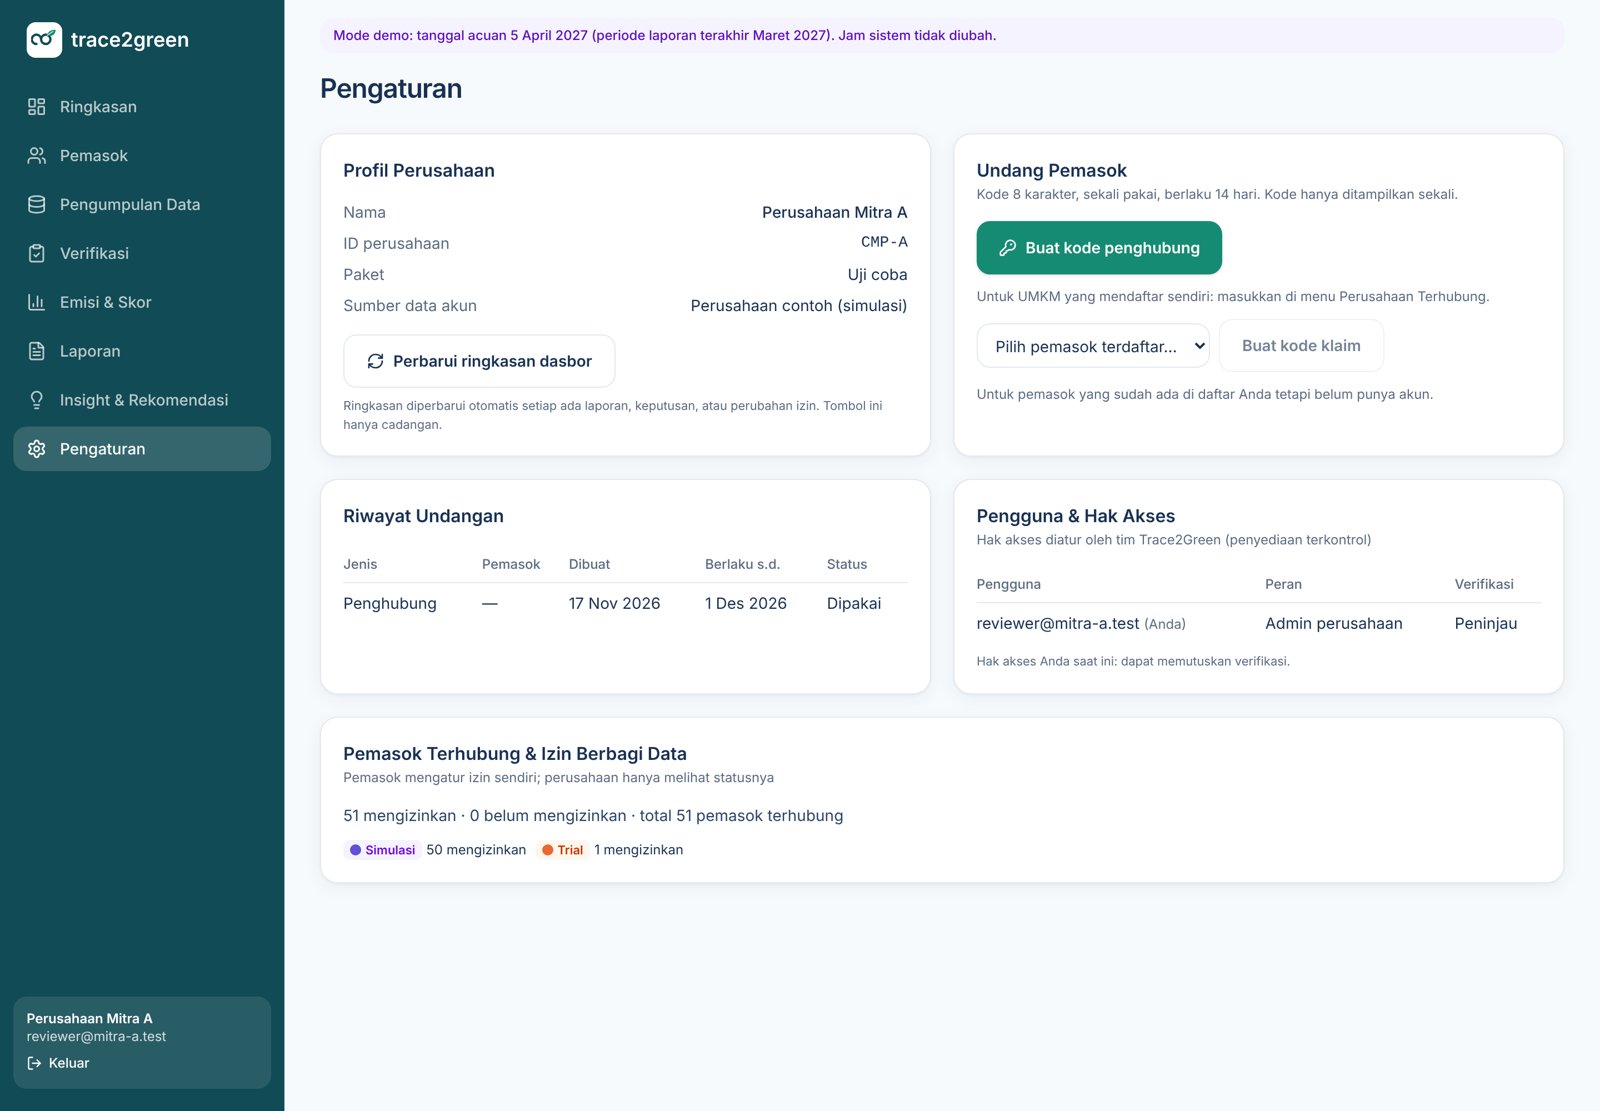 trace2green
Ringkasan
Pemasok
Pengumpulan Data
Verifikasi
Emisi & Skor
Laporan
Insight & Rekomendasi
Pengaturan
Perusahaan Mitra A
reviewer@mitra-a.test
Keluar
Mode demo: tanggal acuan 5 April 2027 (periode laporan terakhir Maret 2027). Jam sistem tidak diubah.
Pengaturan
Profil Perusahaan
Nama Perusahaan Mitra A
ID perusahaan CMP-A
Paket Uji coba
Sumber data akun Perusahaan contoh (simulasi)
Perbarui ringkasan dasbor
Ringkasan diperbarui otomatis setiap ada laporan, keputusan, atau perubahan izin. Tombol ini
hanya cadangan.
Undang Pemasok
Kode 8 karakter, sekali pakai, berlaku 14 hari. Kode hanya ditampilkan sekali.
Buat kode penghubung
Untuk UMKM yang mendaftar sendiri: masukkan di menu Perusahaan Terhubung.
Pilih pemasok terdaftar... Buat kode klaim
Untuk pemasok yang sudah ada di daftar Anda tetapi belum punya akun.
Riwayat Undangan
Jenis Pemasok Dibuat Berlaku s.d. Status
Penghubung — 17 Nov 2026 1 Des 2026 Dipakai
Pengguna & Hak Akses
Hak akses diatur oleh tim Trace2Green (penyediaan terkontrol)
Pengguna Peran Verifikasi
reviewer@mitra-a.test (Anda) Admin perusahaan Peninjau
Hak akses Anda saat ini: dapat memutuskan verifikasi.
Pemasok Terhubung & Izin Berbagi Data
Pemasok mengatur izin sendiri; perusahaan hanya melihat statusnya
51 mengizinkan · 0 belum mengizinkan · total 51 pemasok terhubung
Simulasi 50 mengizinkan Trial 1 mengizinkan